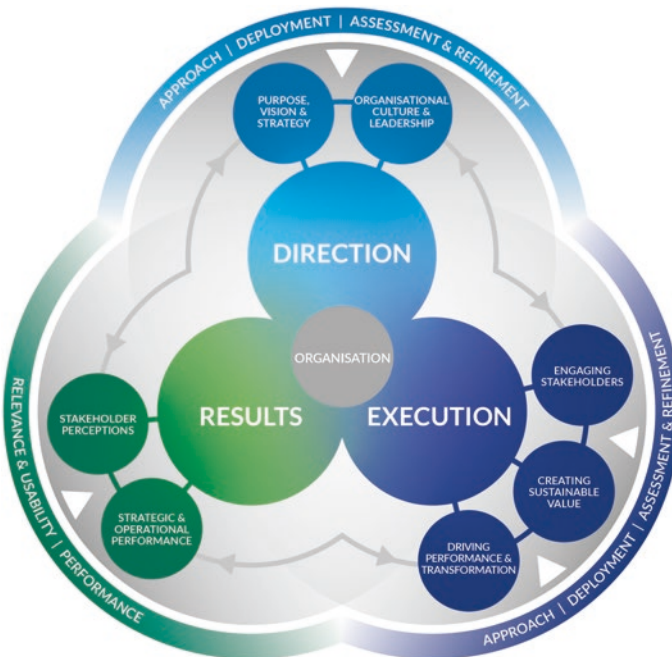 APPROACH | DEPLOYMENT | ASSESSMENT & REFINEMENT
PURPOSE,
VISION &
STRATEGY
ORGANISATIONAL
CULTURE &
LEADERSHIP
DIRECTION
ORGANISATION
RESULTS
EXECUTION
STAKEHOLDER
PERCEPTIONS
STRATEGIC &
OPERATIONAL
PERFORMANCE
ENGAGING
STAKEHOLDERS
CREATING
SUSTAINABLE
VALUE
DRIVING
PERFORMANCE &
TRANSFORMATION
RELEVANCE & USABILITY | PERFORMANCE
APPROACH | DEPLOYMENT | ASSESSMENT & REFINEMENT